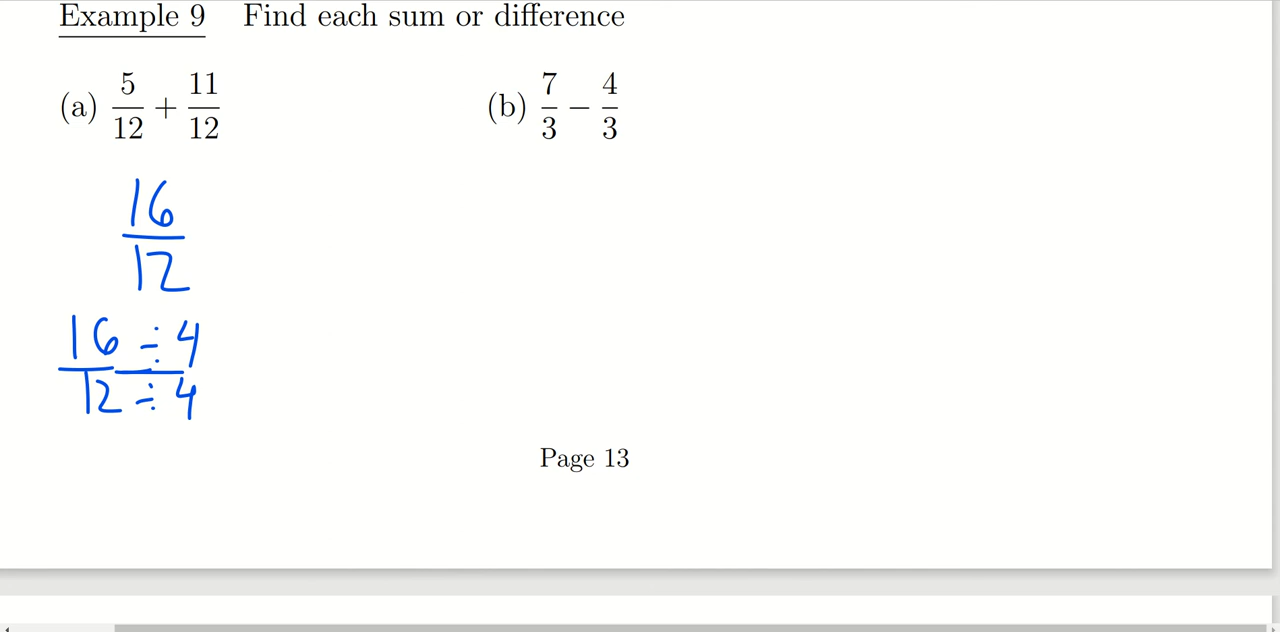 Example 9 Find each sum or difference
(a) 5/12 + 11/12 (b) 7/3 − 4/3
16/12
16 ÷ 4
12 ÷ 4
Page 13